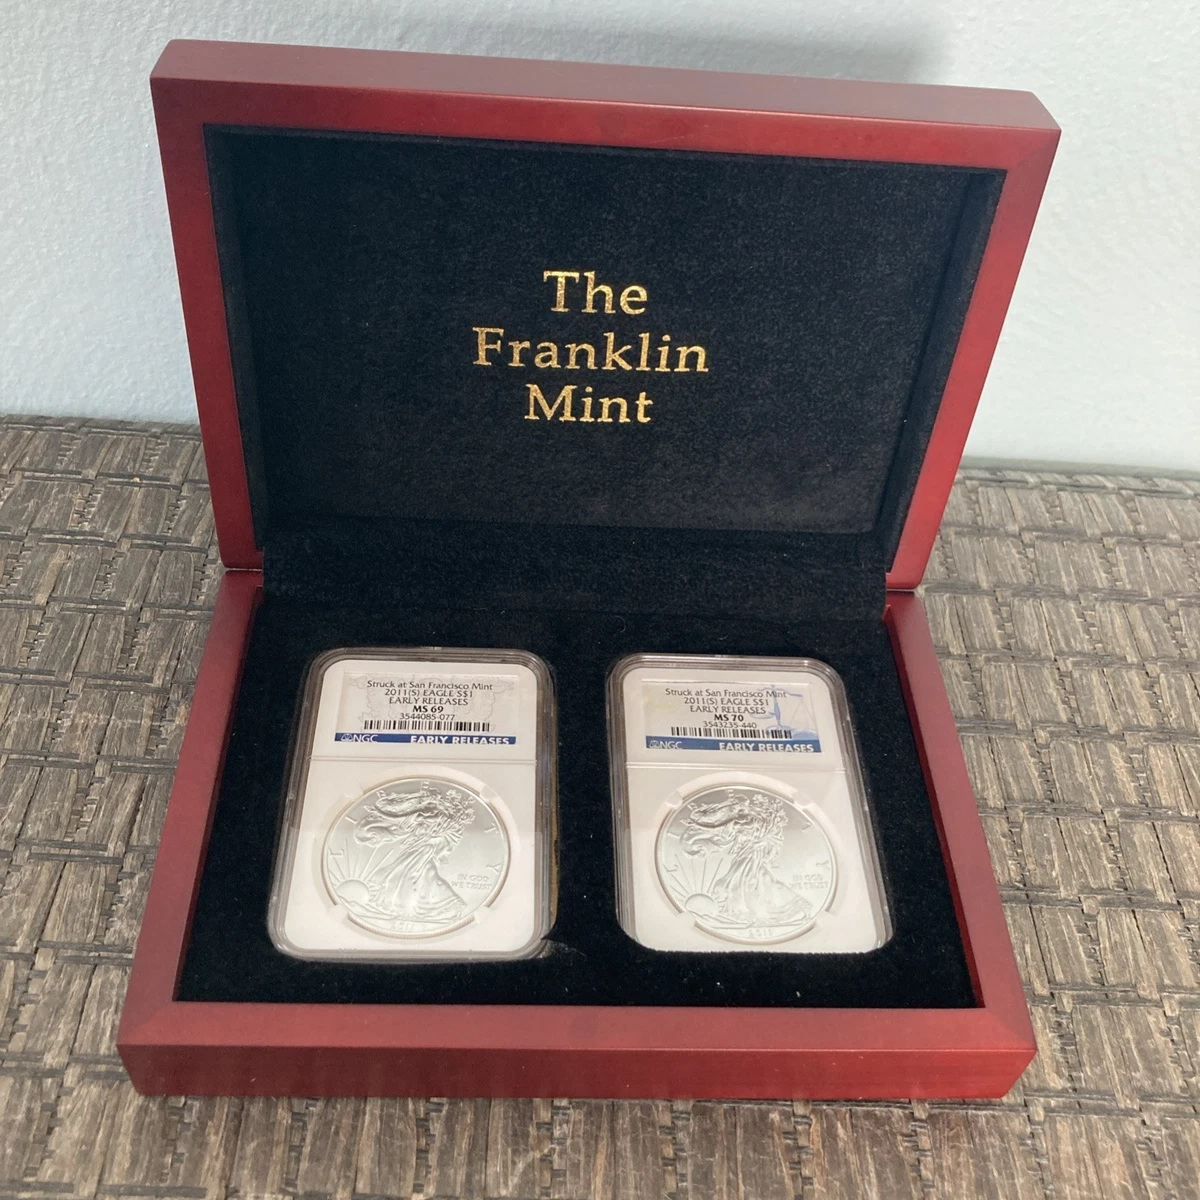 The
Franklin
Mint
Struck at San Francisco Mint
2011(S) EAGLE S$1
EARLY RELEASES
MS 69
3544085-077
NGC EARLY RELEASES
LIBERTY
IN GOD
WE TRUST
2011
Struck at San Francisco Mint
2011(S) EAGLE S$1
EARLY RELEASES
MS 70
3543235-440
NGC EARLY RELEASES
LIBERTY
IN GOD
WE TRUST
2011